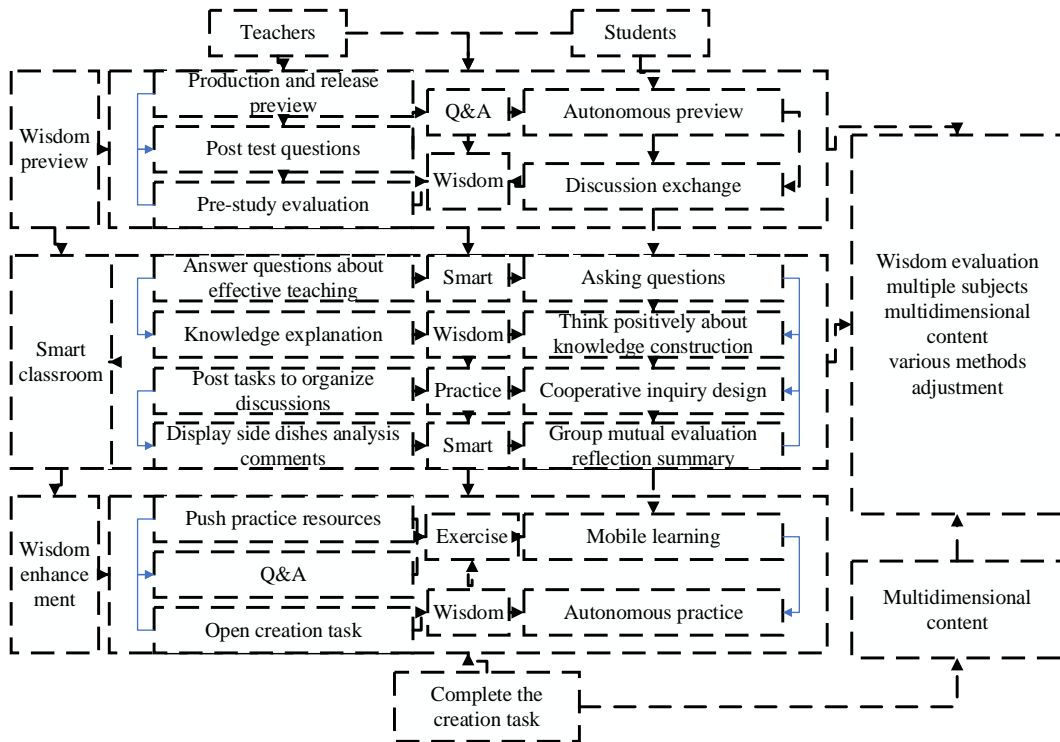 Teachers
Students
Production and release
preview
Q&A
Autonomous preview
Wisdom
preview
Post test questions
Wisdom
Discussion exchange
Pre-study evaluation
Answer questions about
effective teaching
Smart
Asking questions
Knowledge explanation
Wisdom
Think positively about
knowledge construction
Smart
classroom
Post tasks to organize
discussions
Practice
Cooperative inquiry design
Display side dishes analysis
comments
Smart
Group mutual evaluation
reflection summary
Wisdom evaluation
multiple subjects
multidimensional
content
various methods
adjustment
Push practice resources
Exercise
Mobile learning
Wisdom
enhance
ment
Q&A
Open creation task
Wisdom
Autonomous practice
Multidimensional
content
Complete the
creation task